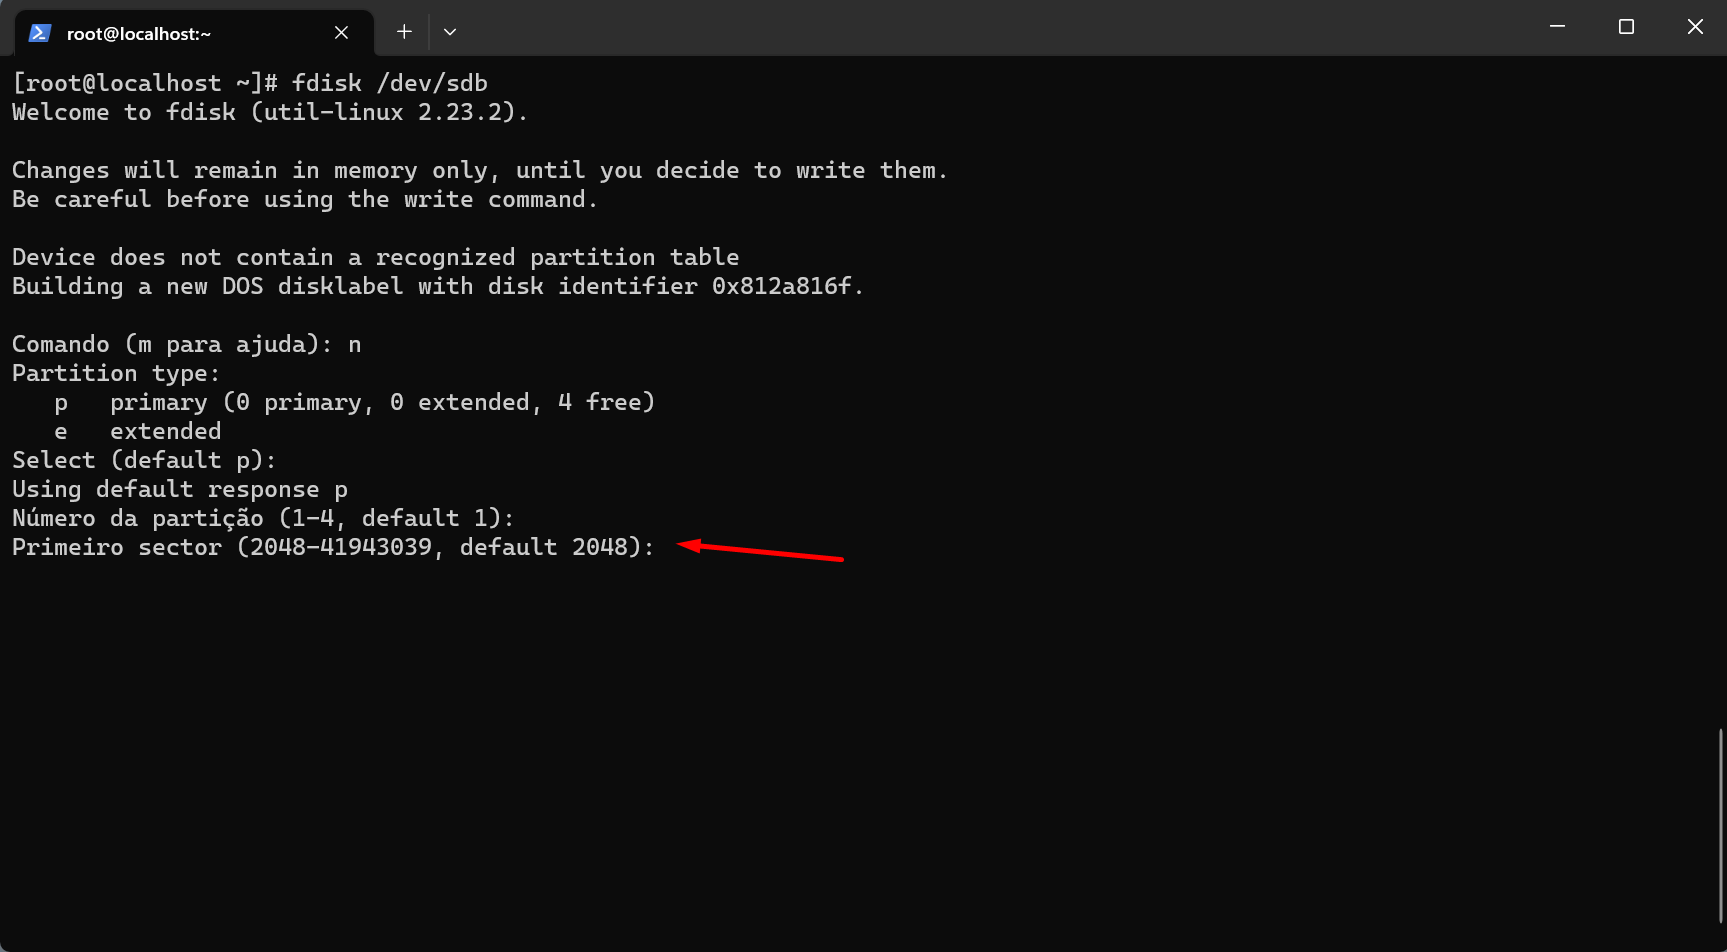 root@localhost:~
[root@localhost ~]# fdisk /dev/sdb
Welcome to fdisk (util-linux 2.23.2).
Changes will remain in memory only, until you decide to write them.
Be careful before using the write command.
Device does not contain a recognized partition table
Building a new DOS disklabel with disk identifier 0x812a816f.
Comando (m para ajuda): n
Partition type:
   p   primary (0 primary, 0 extended, 4 free)
   e   extended
Select (default p):
Using default response p
Número da partição (1-4, default 1):
Primeiro sector (2048-41943039, default 2048):